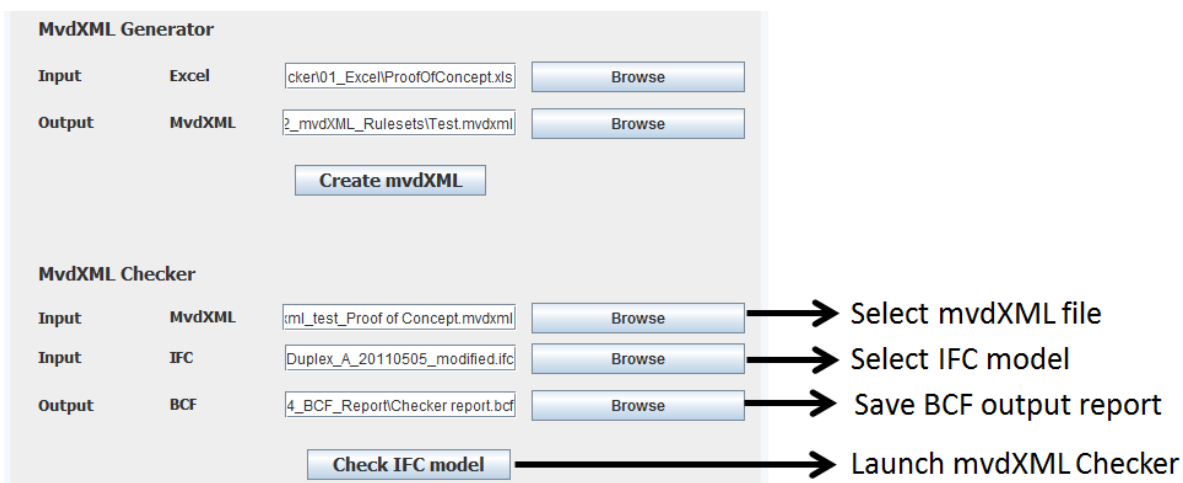 MvdXML Generator
Input Excel cker\01_Excel\ProofOfConcept.xls Browse
Output MvdXML 2_mvdXML_Rulesets\Test.mvdxml Browse
Create mvdXML
MvdXML Checker
Input MvdXML xml_test_Proof of Concept.mvdxml Browse Select mvdXML file
Input IFC Duplex_A_20110505_modified.ifc Browse Select IFC model
Output BCF 4_BCF_Report\Checker report.bcf Browse Save BCF output report
Check IFC model Launch mvdXML Checker